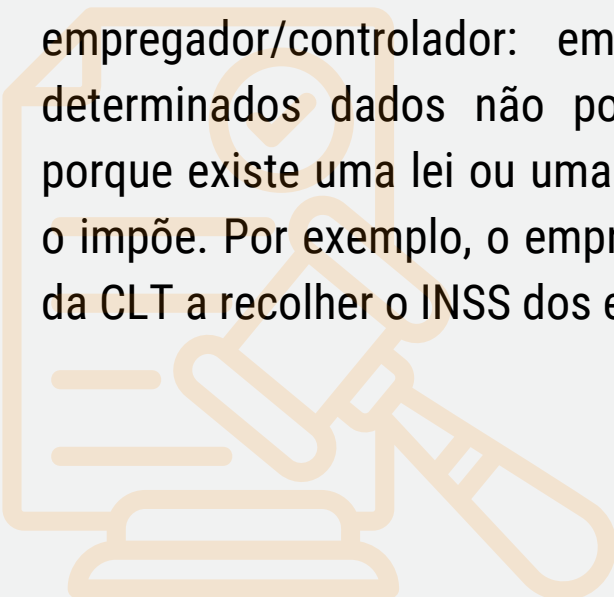 empregador/controlador: em
determinados dados não po
porque existe uma lei ou uma
o impõe. Por exemplo, o empr
da CLT a recolher o INSS dos e